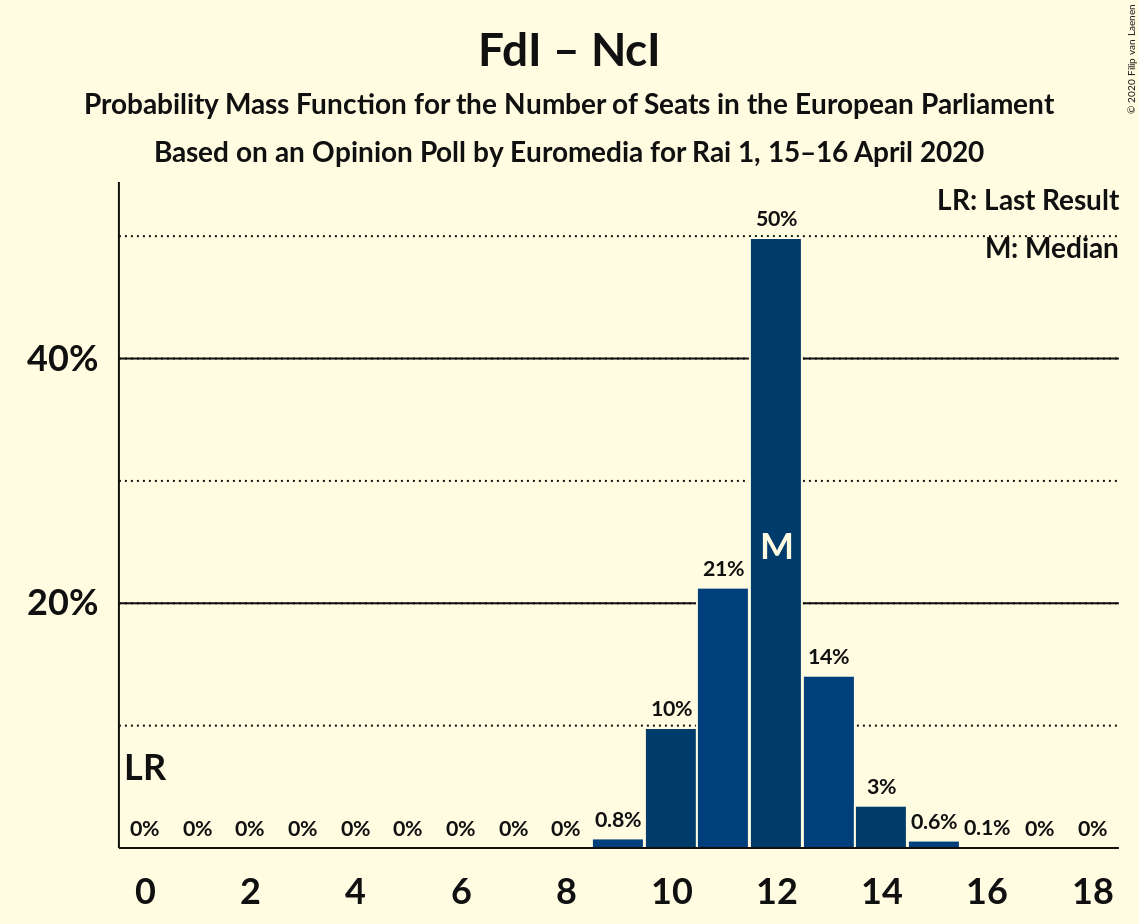 FdI – NcI
Probability Mass Function for the Number of Seats in the European Parliament
Based on an Opinion Poll by Euromedia for Rai 1, 15–16 April 2020
© 2020 Filip van Laenen
LR: Last Result
M: Median
50%
40%
M
21%
20%
14%
10%
LR
3%
0% 0% 0% 0% 0% 0% 0% 0% 0% 0.8% 0.6% 0.1% 0% 0%
0 2 4 6 8 10 12 14 16 18